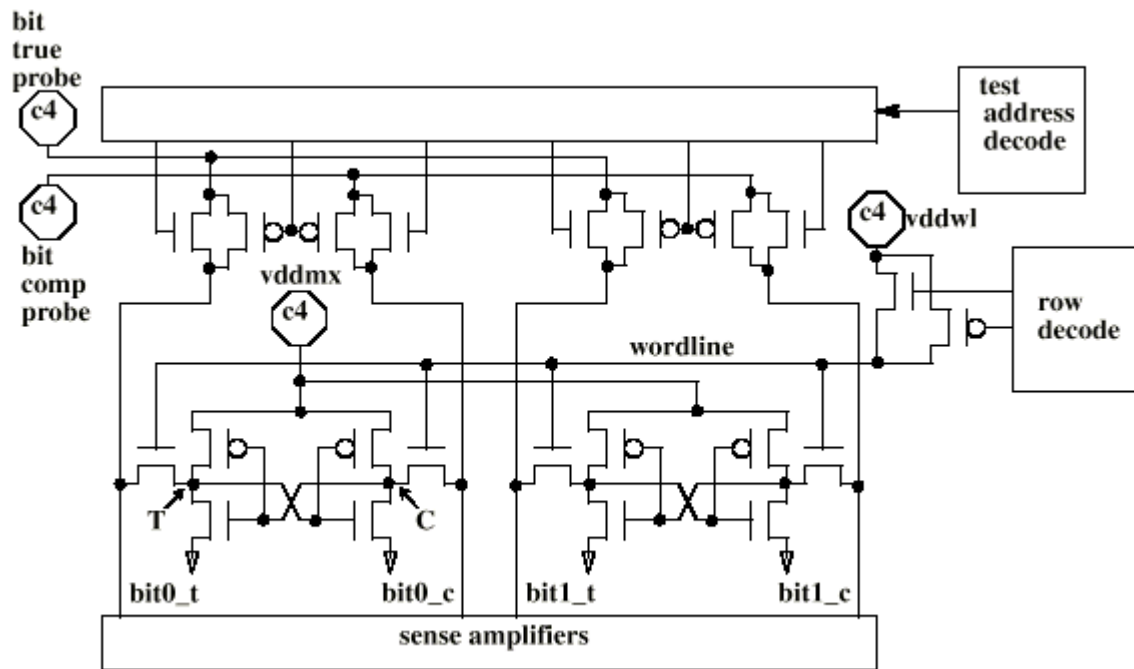 bit
true
probe
c4
test
address
decode
c4
bit
comp
probe
c4
vddwl
vddmx
c4
row
decode
wordline
T
C
bit0_t
bit0_c
bit1_t
bit1_c
sense amplifiers